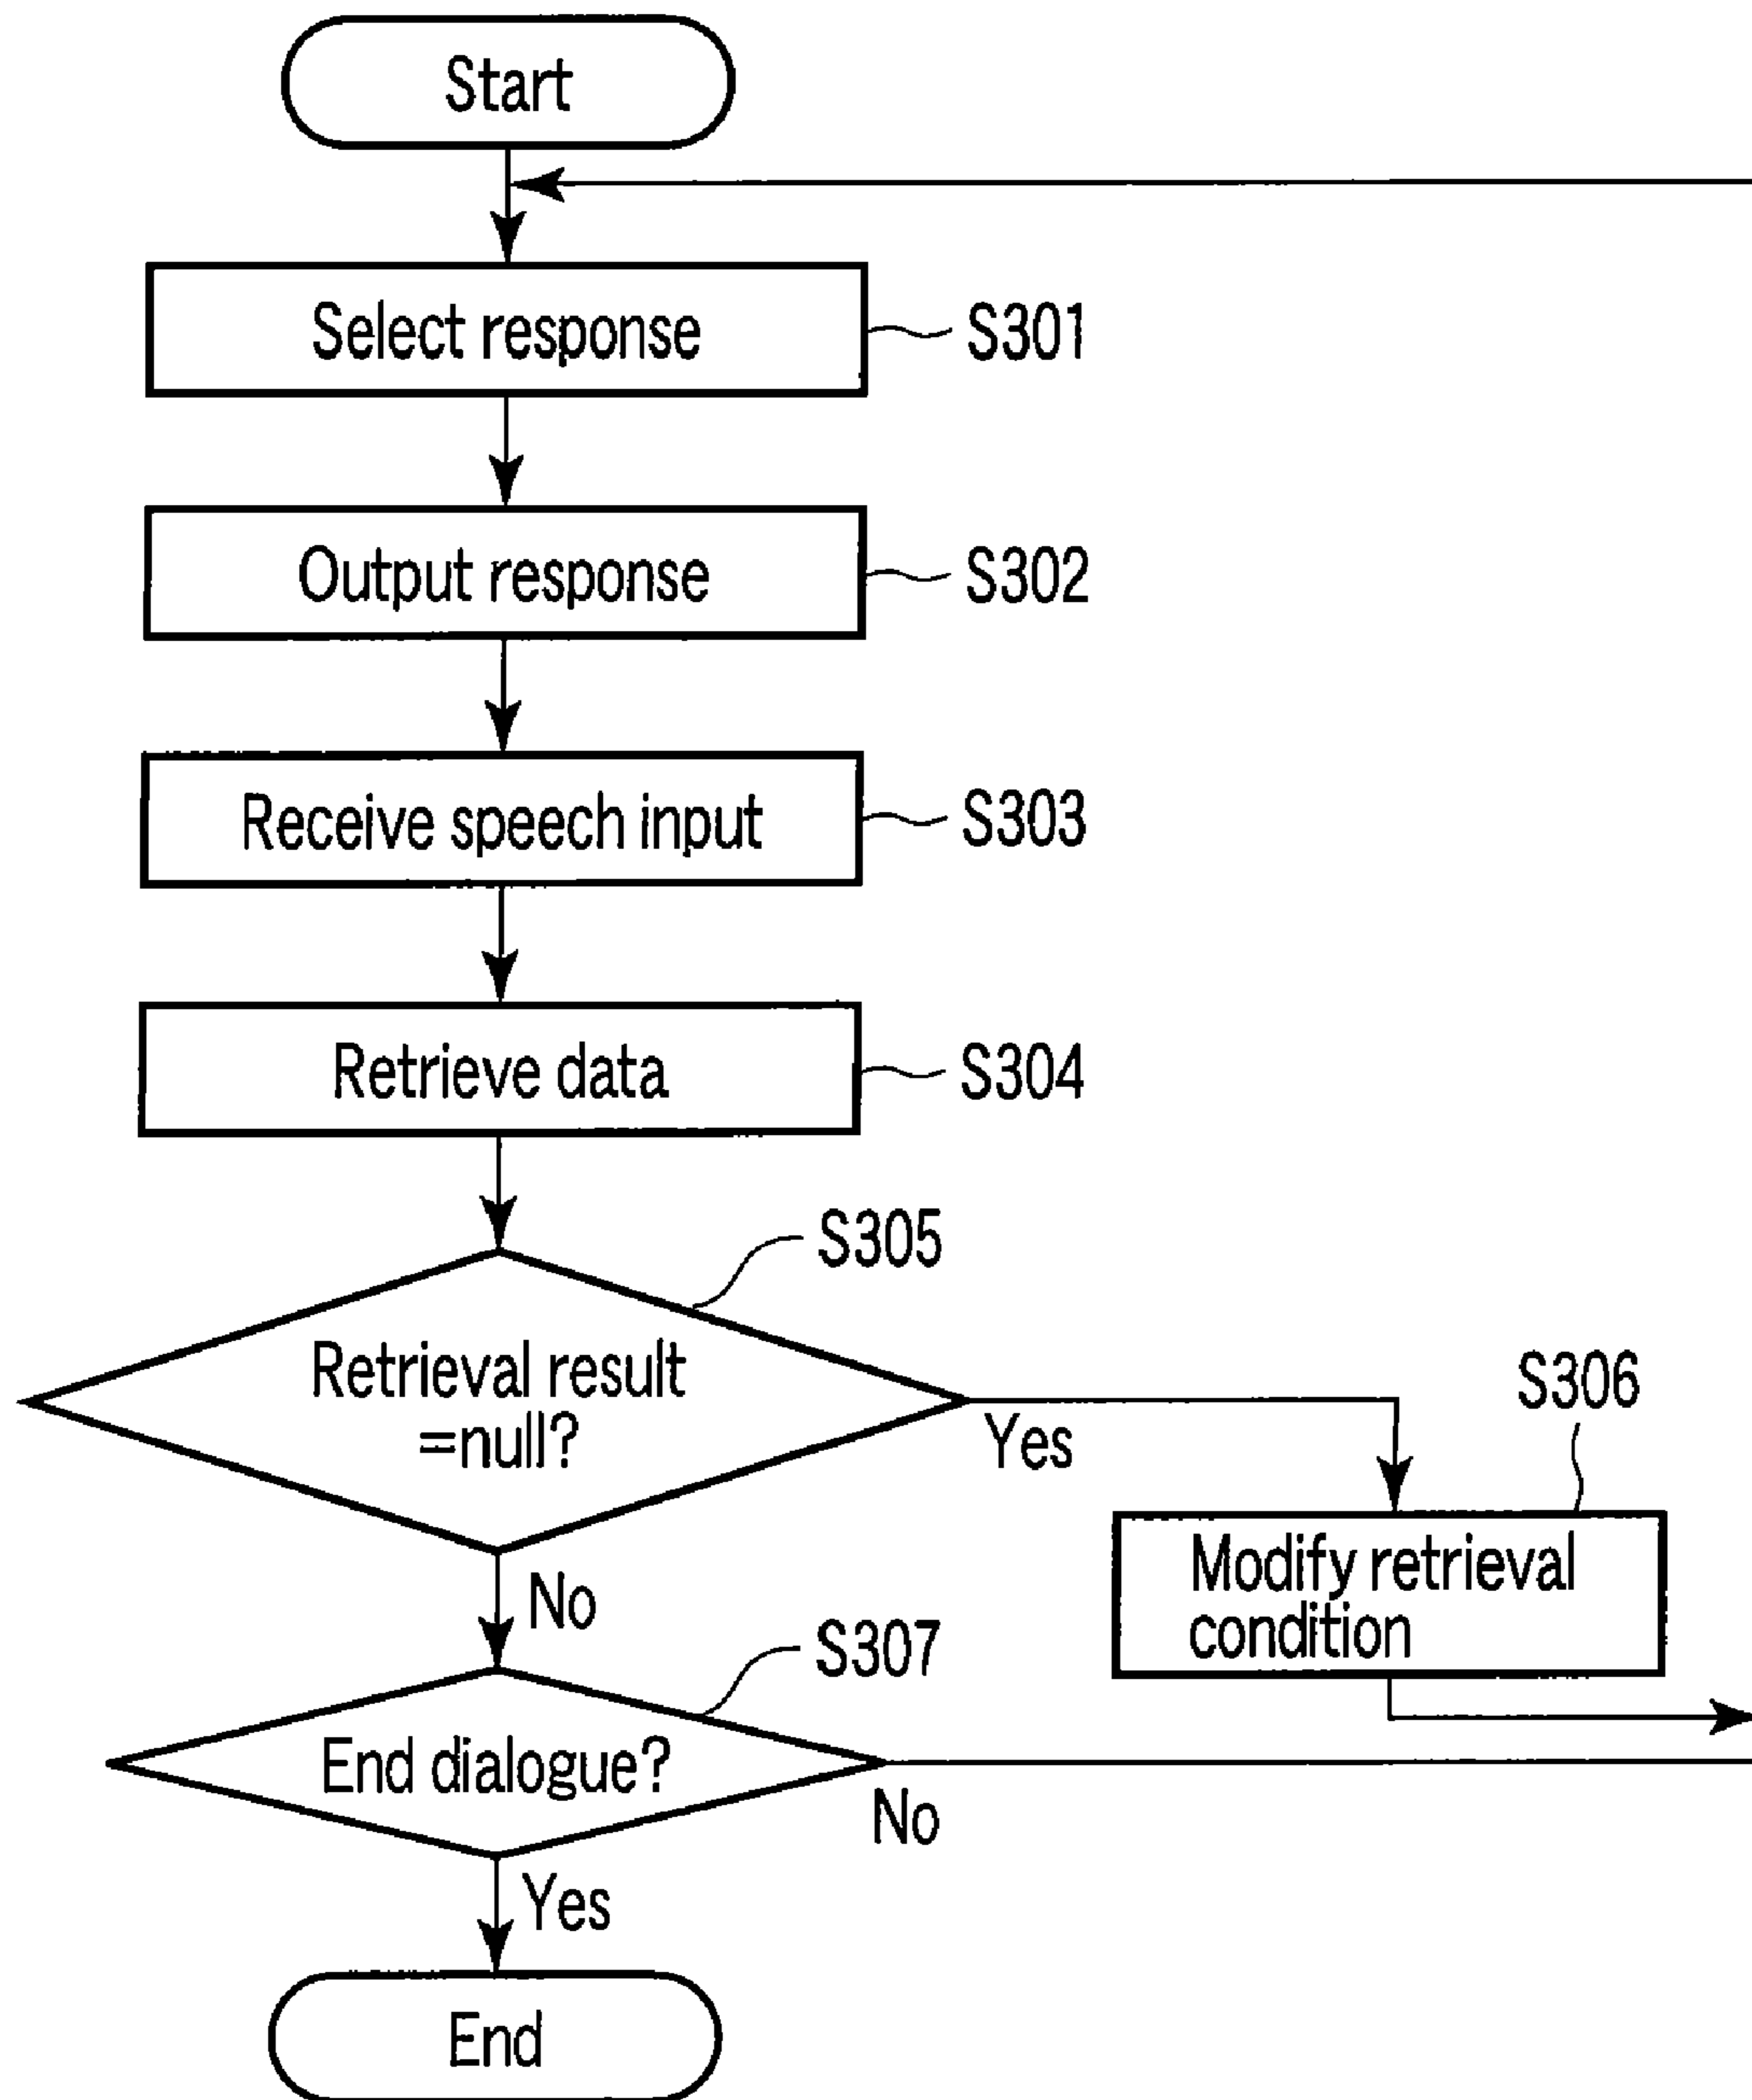 Start
Select response
S301
Output response
S302
Receive speech input
S303
Retrieve data
S304
S305
Retrieval result
=null?
Yes
S306
Modify retrieval
condition
No
S307
End dialogue?
No
Yes
End